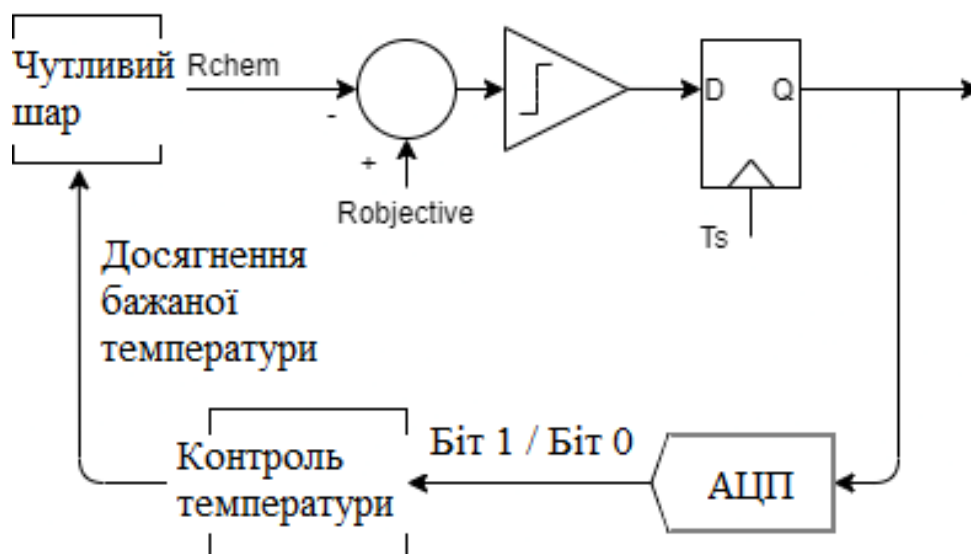 Чутливий
шар
Rchem
-
+
Robjective
D
Q
Ts
Досягнення
бажаної
температури
Контроль
температури
Біт 1 / Біт 0
АЦП